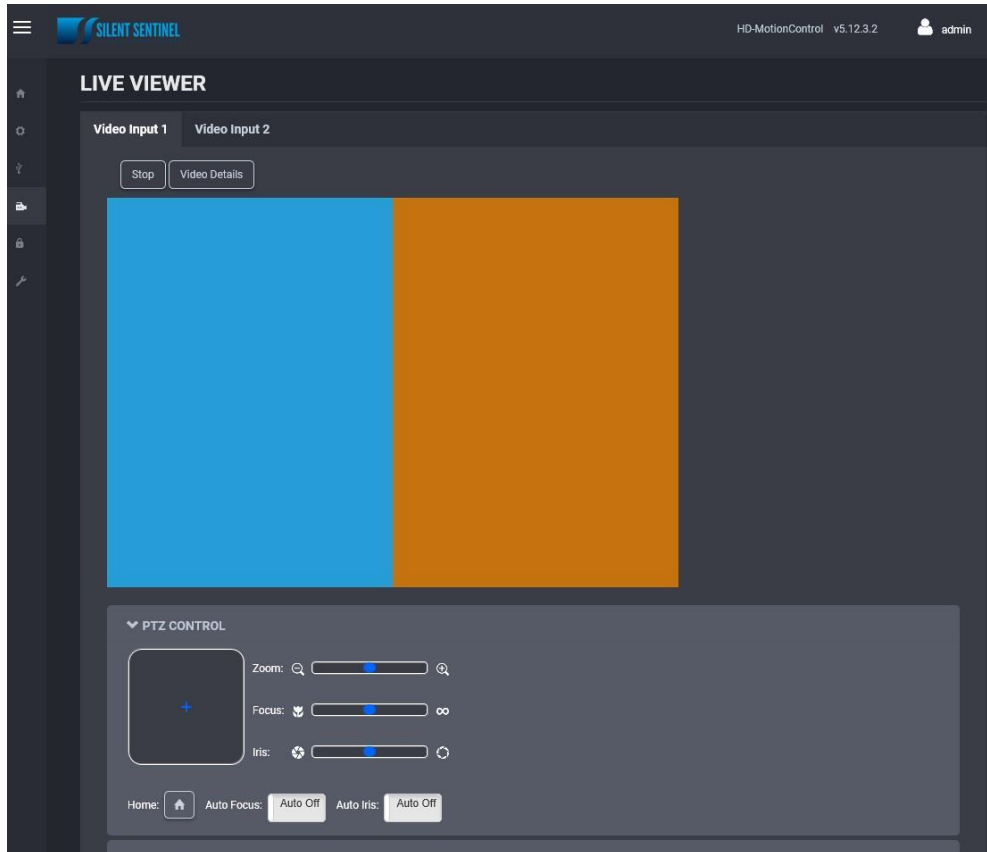 SILENT SENTINEL
HD-MotionControl v5.12.3.2 admin
LIVE VIEWER
Video Input 1 Video Input 2
Stop Video Details
PTZ CONTROL
Zoom:
Focus:
Iris:
Home: Auto Focus: Auto Off Auto Iris: Auto Off